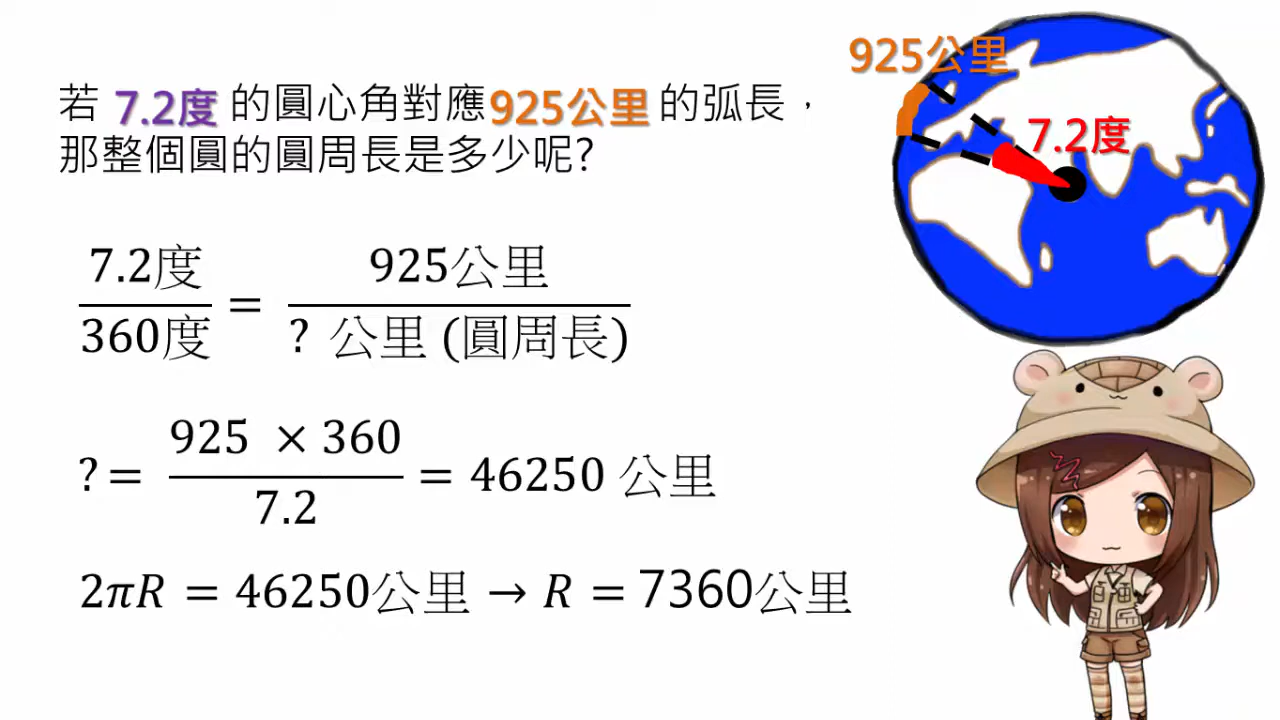 若 7.2度 的圓心角對應925公里 的弧長，
那整個圓的圓周長是多少呢?
925公里
7.2度
7.2度
360度
=
925公里
? 公里 (圓周長)
?= 925 × 360
7.2
= 46250 公里
2πR = 46250公里 → R = 7360公里